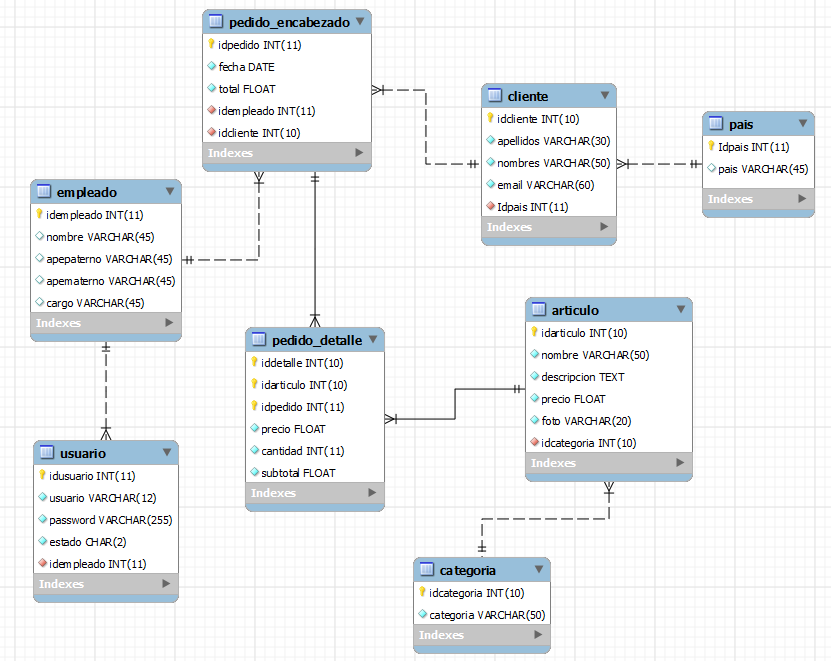 pedido_encabezado
idpedido INT(11)
fecha DATE
total FLOAT
idempleado INT(11)
idcliente INT(10)
Indexes
cliente
idcliente INT(10)
apellidos VARCHAR(30)
nombres VARCHAR(50)
email VARCHAR(60)
Idpais INT(11)
Indexes
pais
Idpais INT(11)
pais VARCHAR(45)
Indexes
empleado
idempleado INT(11)
nombre VARCHAR(45)
apepaterno VARCHAR(45)
apematerno VARCHAR(45)
cargo VARCHAR(45)
Indexes
pedido_detalle
iddetalle INT(10)
idarticulo INT(10)
idpedido INT(11)
precio FLOAT
cantidad INT(11)
subtotal FLOAT
Indexes
articulo
idarticulo INT(10)
nombre VARCHAR(50)
descripcion TEXT
precio FLOAT
foto VARCHAR(20)
idcategoria INT(10)
Indexes
usuario
idusuario INT(11)
usuario VARCHAR(12)
password VARCHAR(255)
estado CHAR(2)
idempleado INT(11)
Indexes
categoria
idcategoria INT(10)
categoria VARCHAR(50)
Indexes